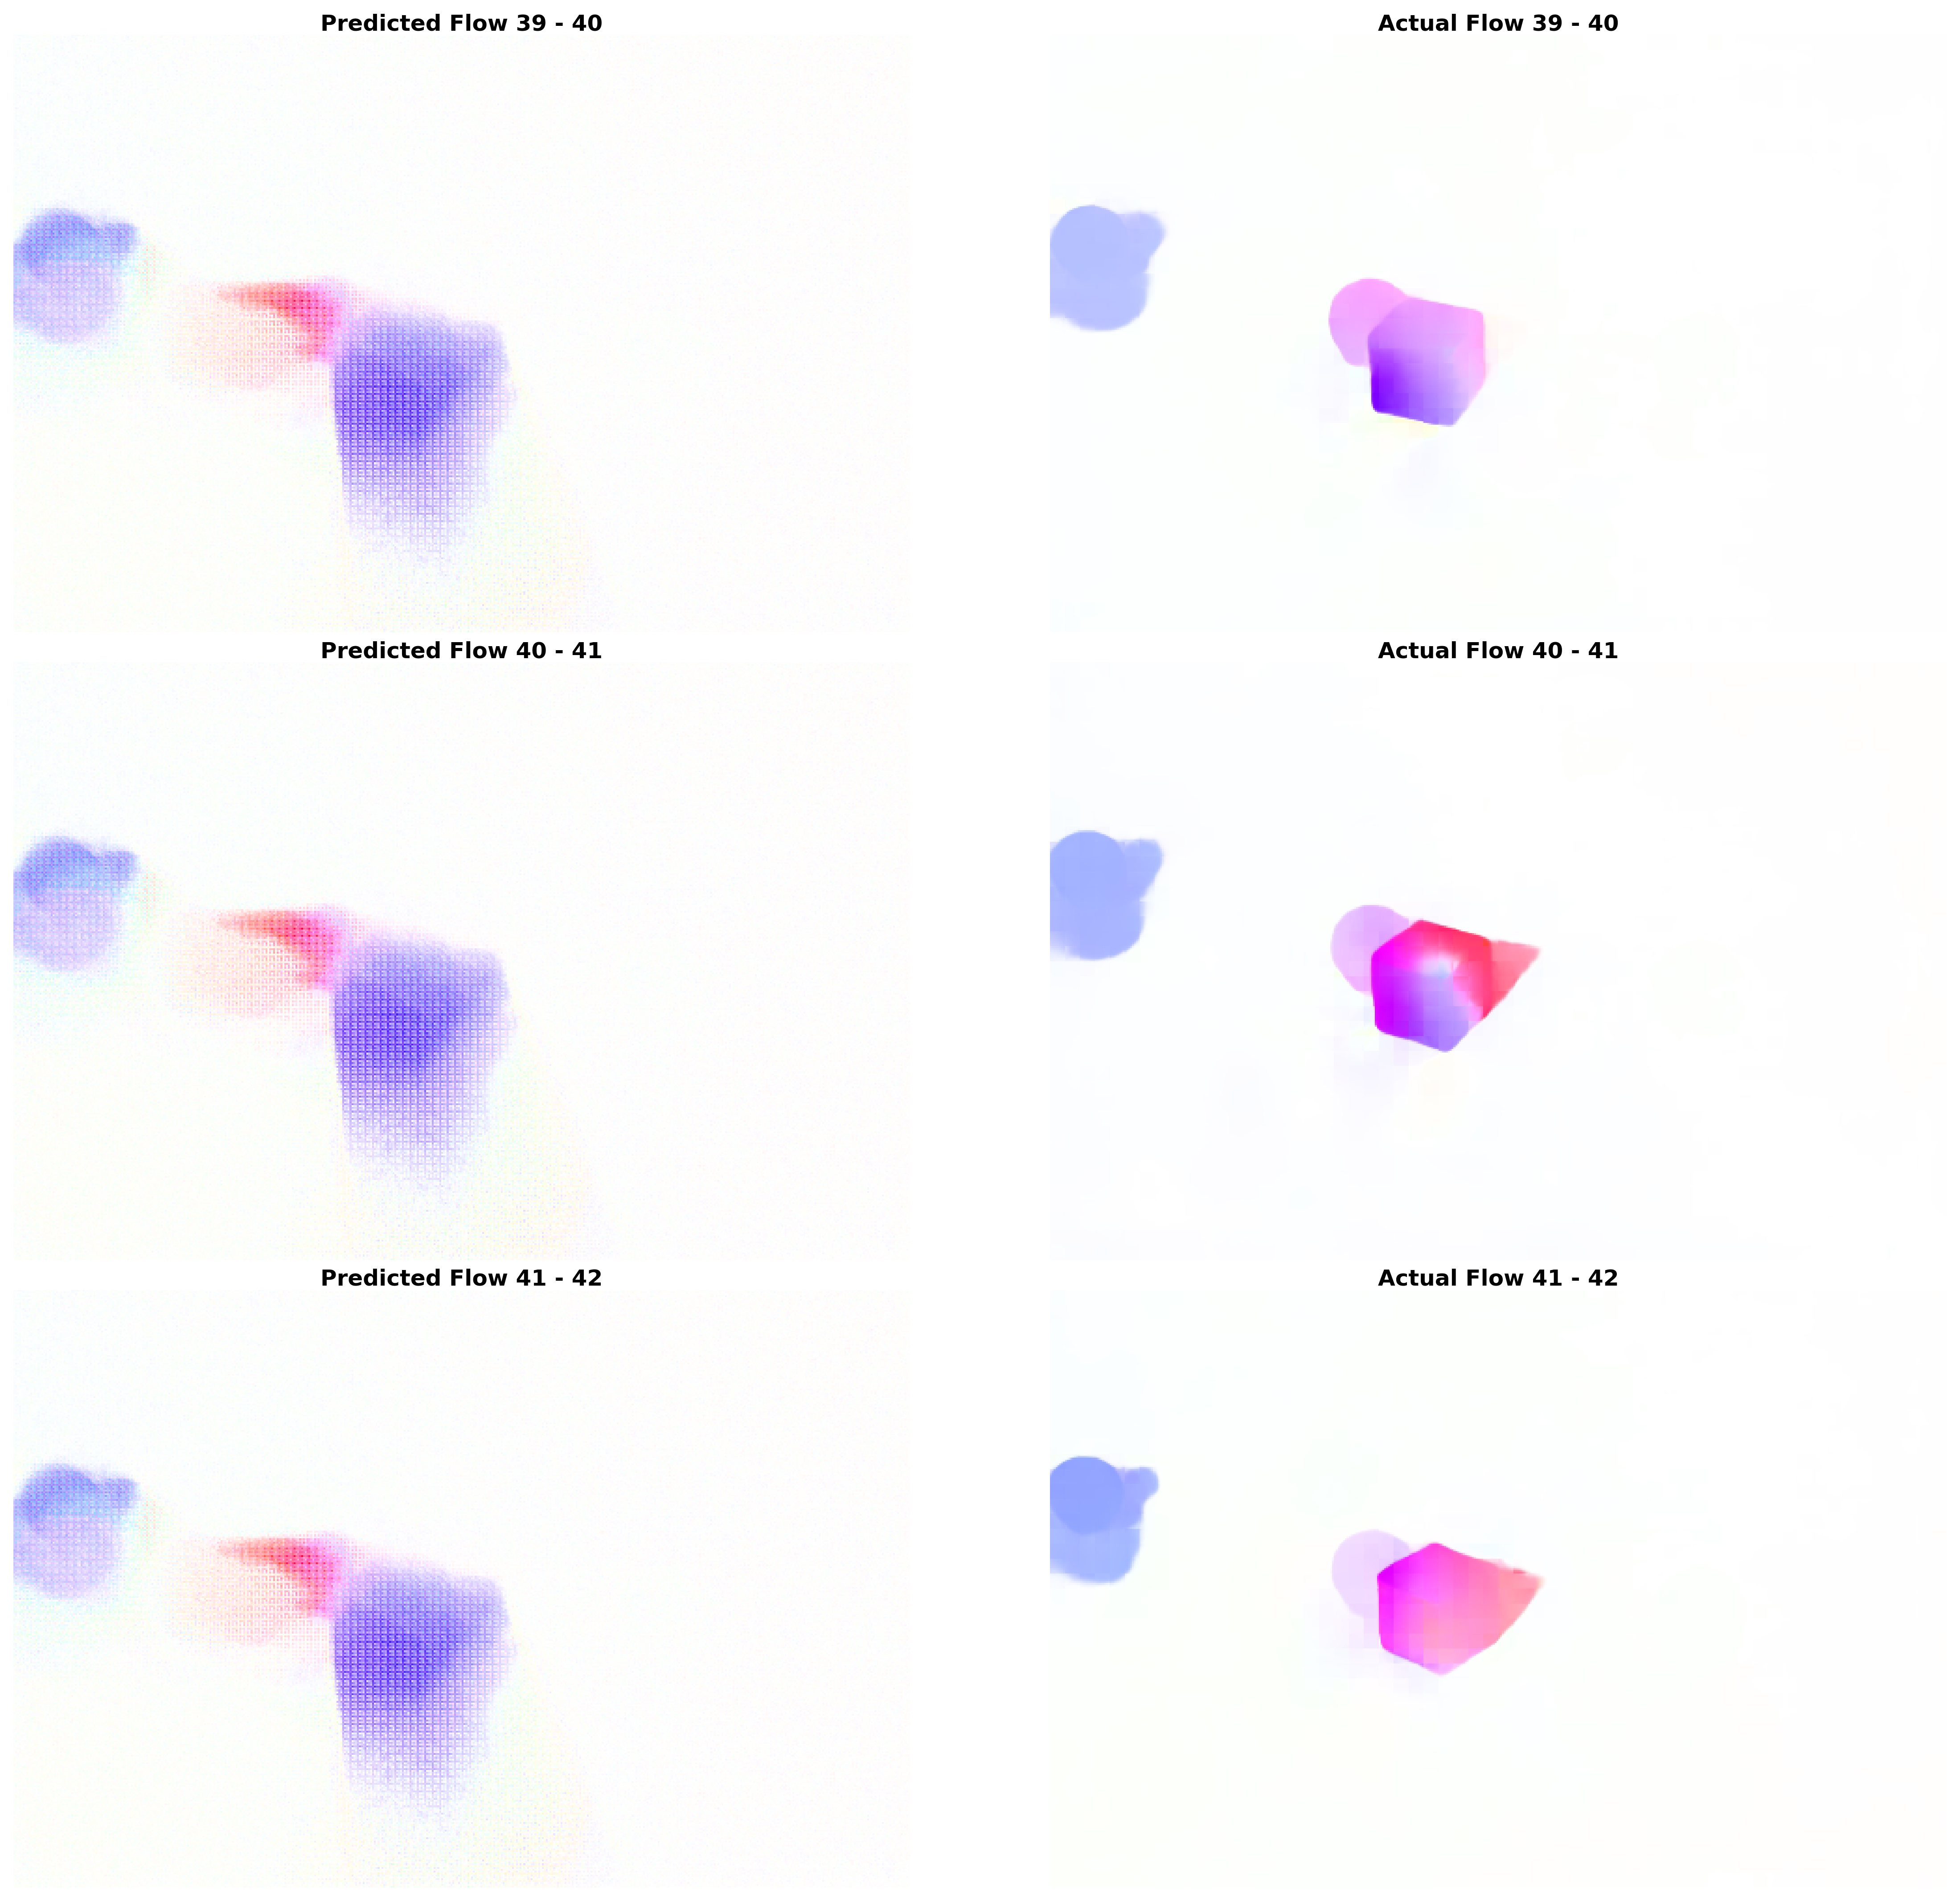 Predicted Flow 39 - 40
Actual Flow 39 - 40
Predicted Flow 40 - 41
Actual Flow 40 - 41
Predicted Flow 41 - 42
Actual Flow 41 - 42